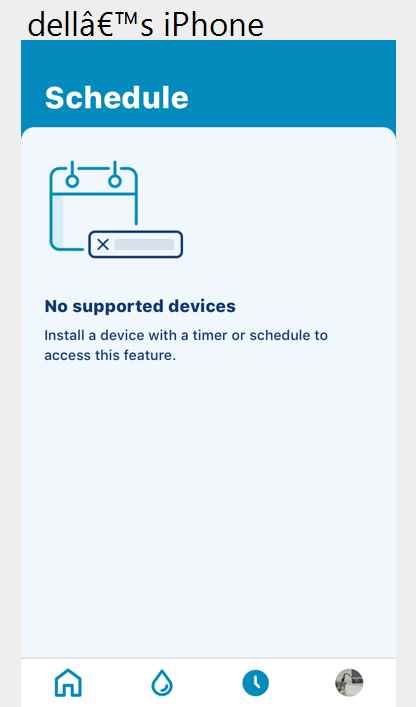 dellâ€™s iPhone
Schedule
No supported devices
Install a device with a timer or schedule to
access this feature.